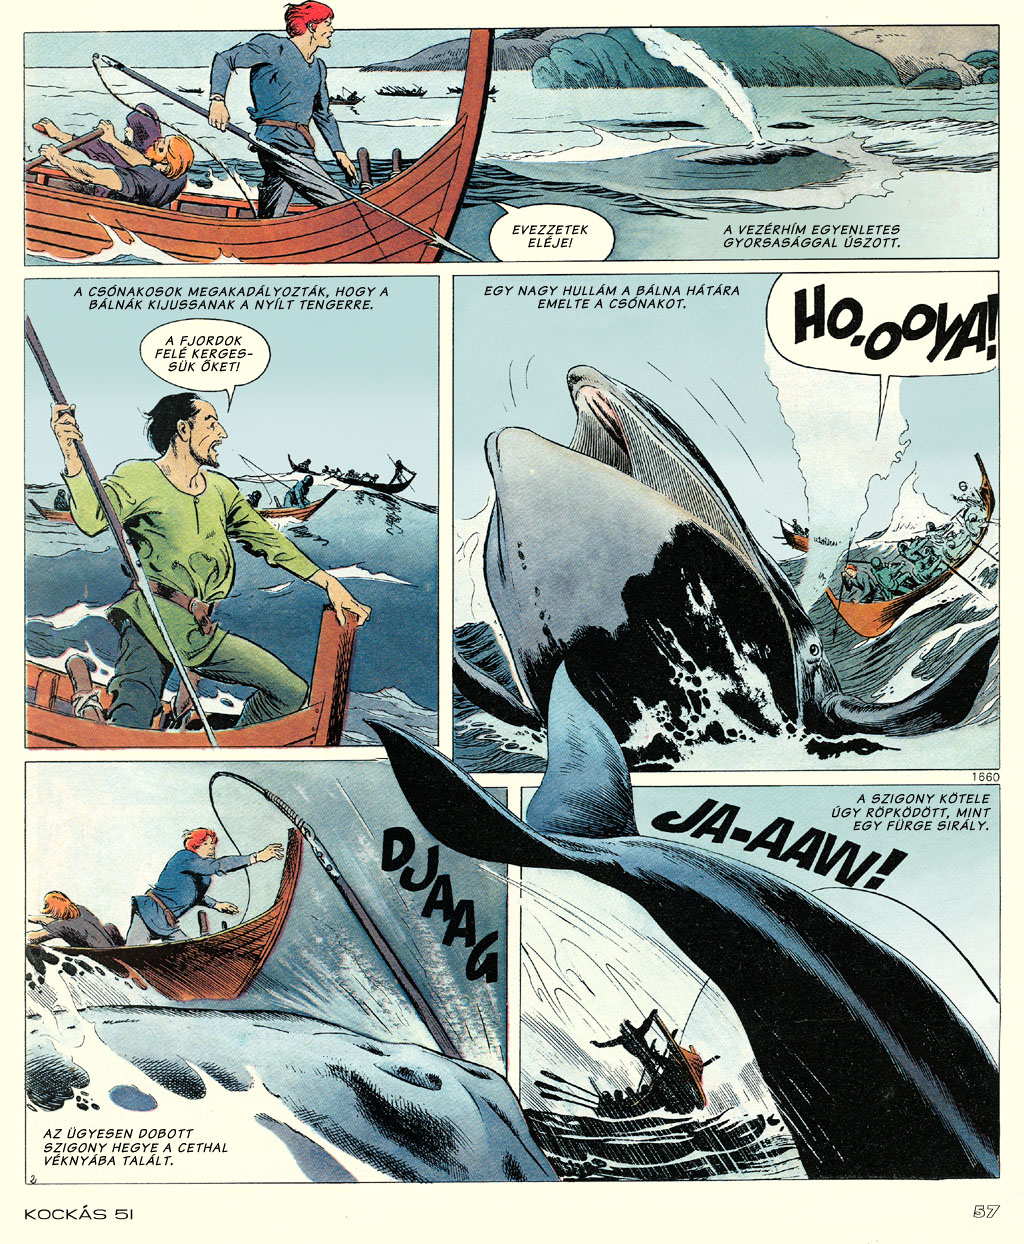 EVEZZETEK
ELÉJE!
A VEZÉRHÍM EGYENLETES
GYORSASÁGGAL ÚSZOTT.
A CSÓNAKOSOK MEGAKADÁLYOZTÁK, HOGY A
BÁLNÁK KIJUSSANAK A NYÍLT TENGERRE.
A FJORDOK
FELÉ KERGES-
SÜK ŐKET!
EGY NAGY HULLÁM A BÁLNA HÁTÁRA
EMELTE A CSÓNAKOT.
HO.OOYA!
1660
DJAAG
AZ ÜGYESEN DOBOTT
SZIGONY HEGYE A CETHAL
VÉKNYÁBA TALÁLT.
2
A SZIGONY KÖTELE
ÚGY RÖPKÖDÖTT, MINT
EGY FÜRGE SIRÁLY.
JA-AAW!
KOCKÁS 51
57